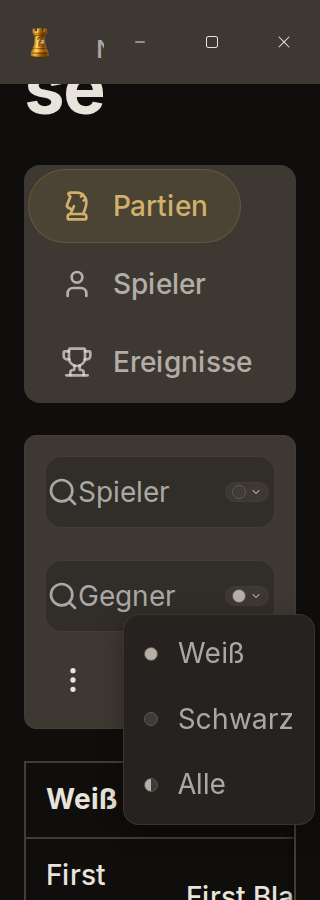 se
Partien
Spieler
Ereignisse
Spieler
Gegner
Weiß
Schwarz
Alle
Weiß
First
First Bla